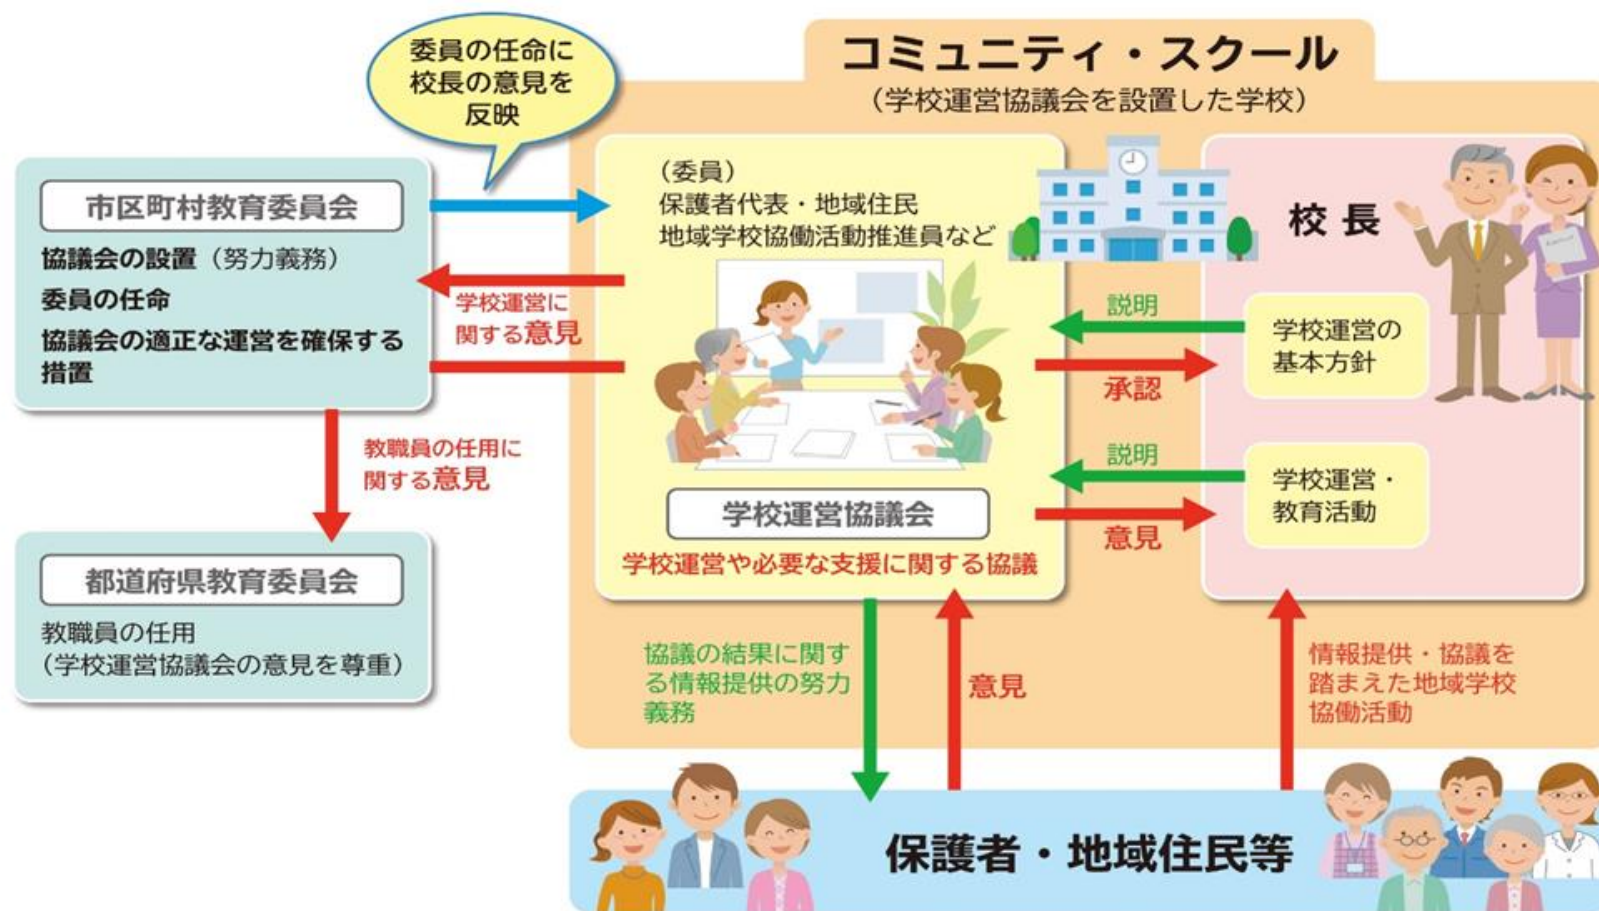 コミュニティ・スクール
（学校運営協議会を設置した学校）
委員の任命に
校長の意見を
反映
市区町村教育委員会
協議会の設置（努力義務）
委員の任命
協議会の適正な運営を確保する
措置
学校運営に
関する意見
教職員の任用に
関する意見
都道府県教育委員会
教職員の任用
（学校運営協議会の意見を尊重）
（委員）
保護者代表・地域住民
地域学校協働活動推進員など
学校運営協議会
学校運営や必要な支援に関する協議
校長
説明
承認
学校運営の
基本方針
説明
意見
学校運営・
教育活動
協議の結果に関す
る情報提供の努力
義務
意見
情報提供・協議を
踏まえた地域学校
協働活動
保護者・地域住民等